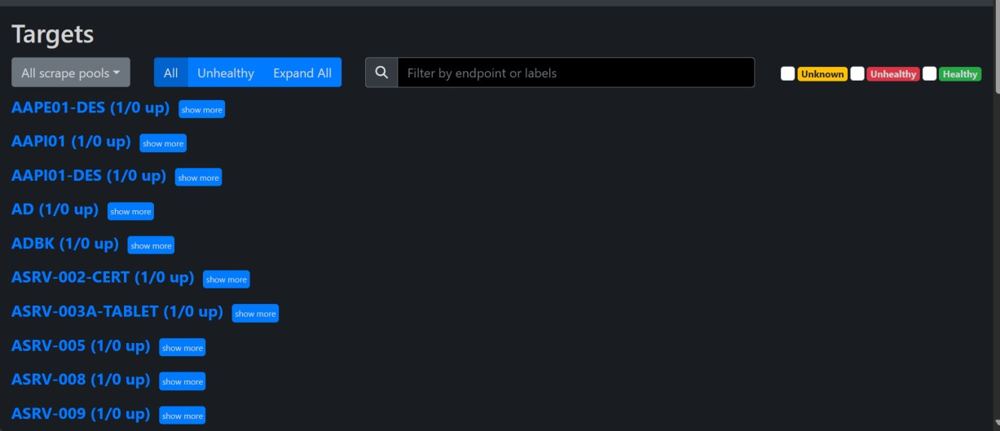 Targets
All scrape pools All Unhealthy Expand All Filter by endpoint or labels Unknown Unhealthy Healthy
AAPE01-DES (1/0 up) show more
AAPI01 (1/0 up) show more
AAPI01-DES (1/0 up) show more
AD (1/0 up) show more
ADBK (1/0 up) show more
ASRV-002-CERT (1/0 up) show more
ASRV-003A-TABLET (1/0 up) show more
ASRV-005 (1/0 up) show more
ASRV-008 (1/0 up) show more
ASRV-009 (1/0 up) show more